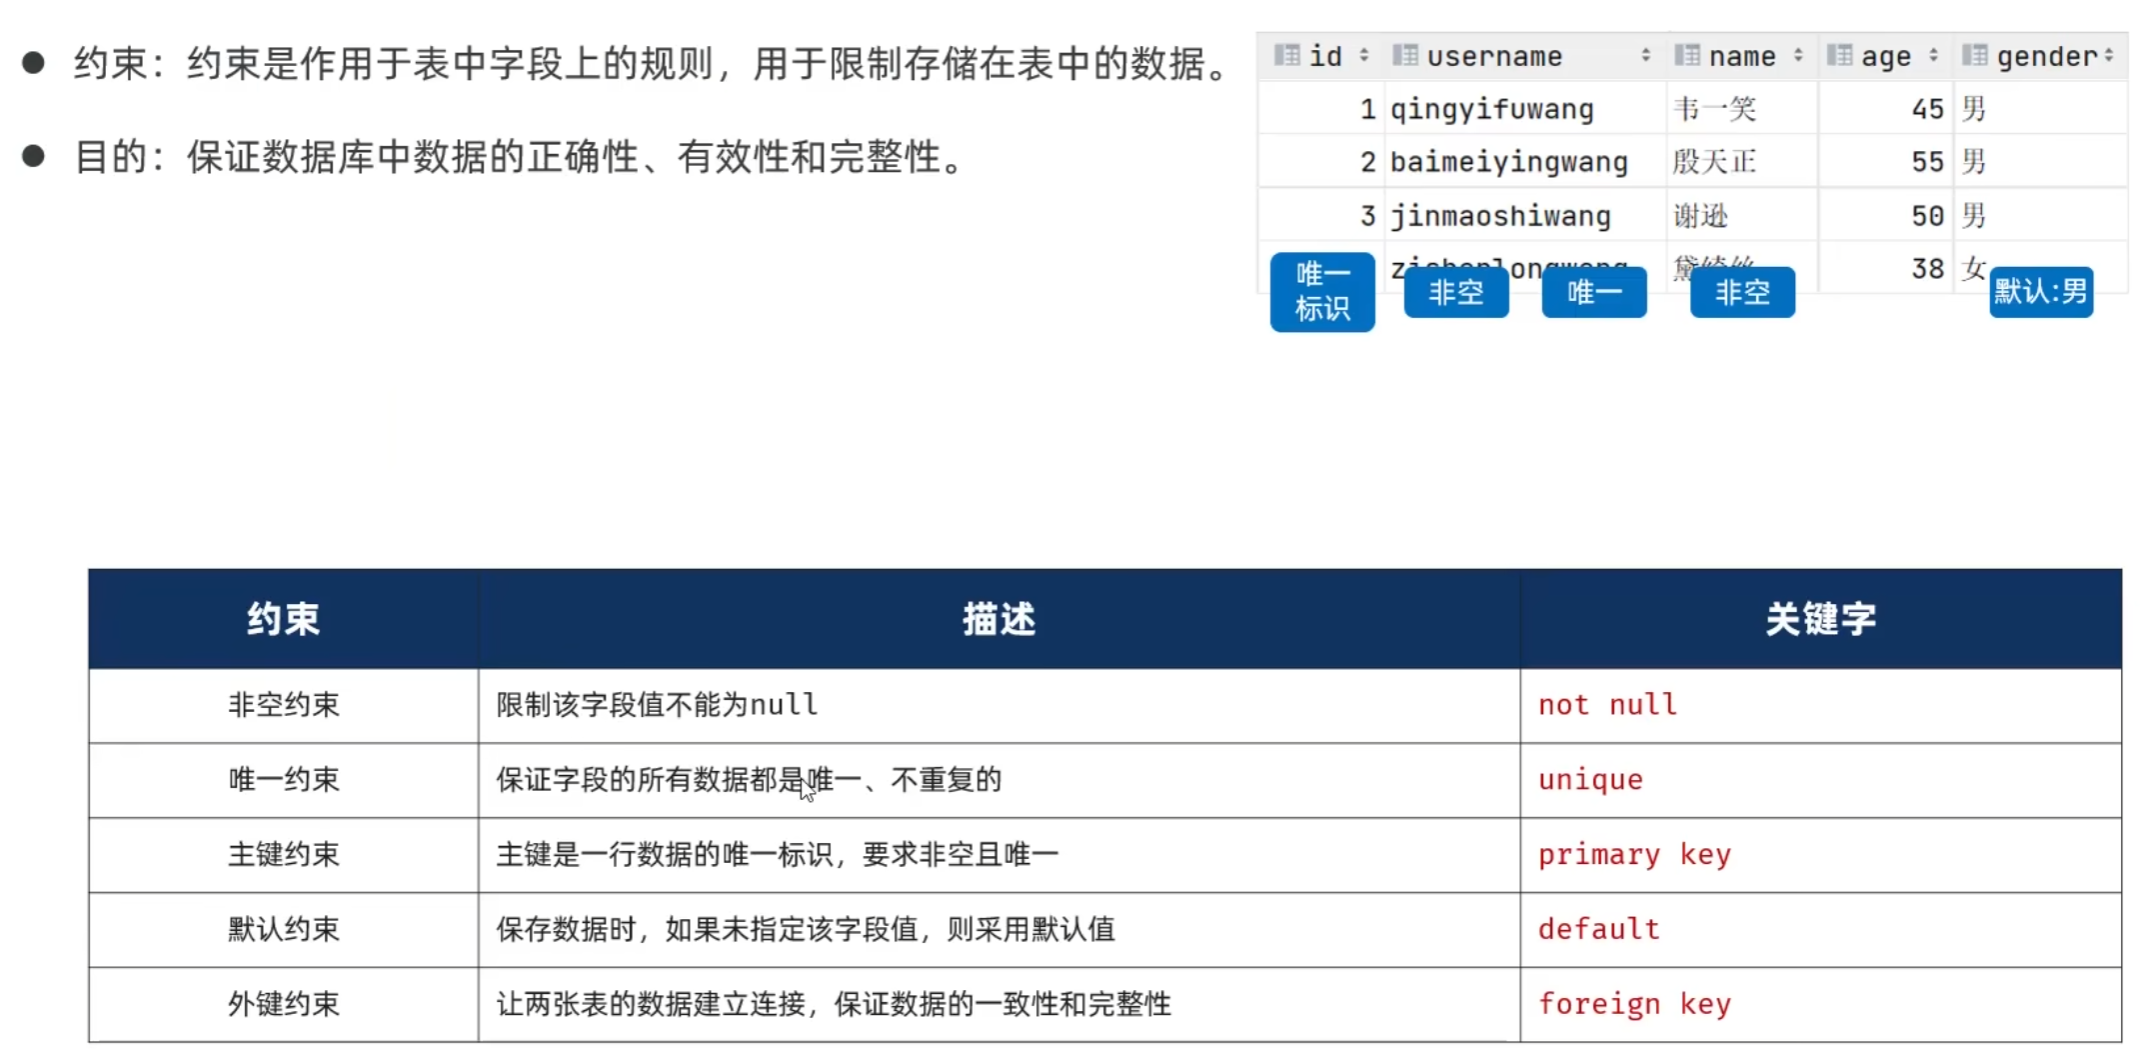 约束：约束是作用于表中字段上的规则，用于限制存储在表中的数据。
目的：保证数据库中数据的正确性、有效性和完整性。
id username name age gender
1 qingyifuwang 韦一笑 45 男
2 baimeiyingwang 殷天正 55 男
3 jinmaoshiwang 谢逊 50 男
38 女
唯一
标识
非空 唯一 非空 默认:男
约束 描述 关键字
非空约束 限制该字段值不能为null not null
唯一约束 保证字段的所有数据都是唯一、不重复的 unique
主键约束 主键是一行数据的唯一标识，要求非空且唯一 primary key
默认约束 保存数据时，如果未指定该字段值，则采用默认值 default
外键约束 让两张表的数据建立连接，保证数据的一致性和完整性 foreign key